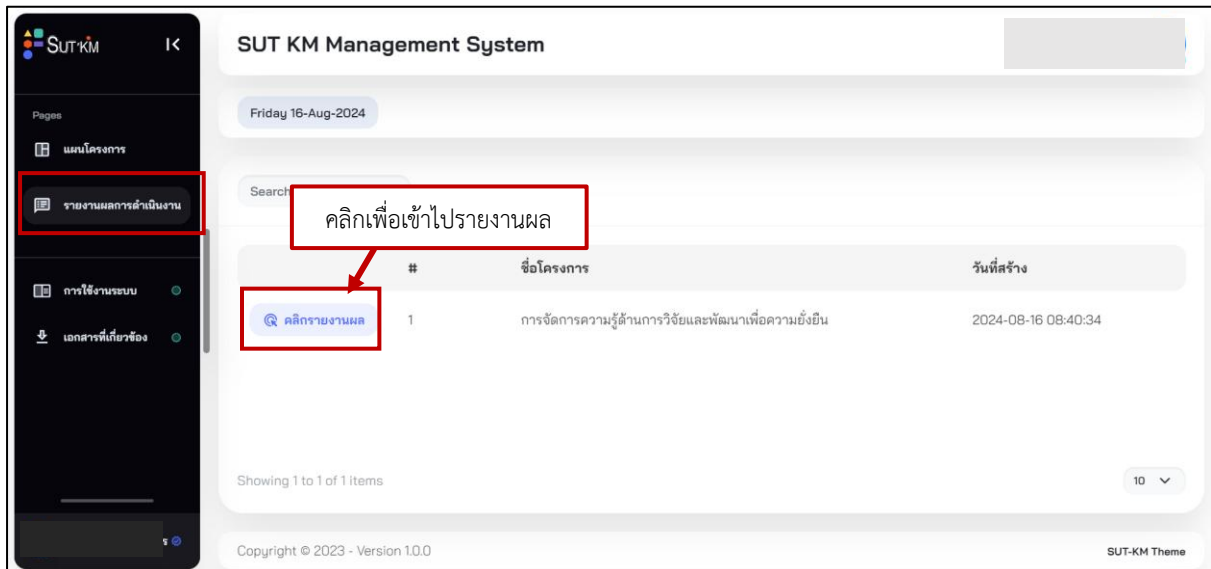 SUT·KM
SUT KM Management System
Pages
Friday 16-Aug-2024
แผนโครงการ
รายงานผลการดำเนินงาน
Search
คลิกเพื่อเข้าไปรายงานผล
# ชื่อโครงการ วันที่สร้าง
คลิกรายงานผล 1 การจัดการความรู้ด้านการวิจัยและพัฒนาเพื่อความยั่งยืน 2024-08-16 08:40:34
การใช้งานระบบ
เอกสารที่เกี่ยวข้อง
Showing 1 to 1 of 1 items
10
ร
Copyright © 2023 - Version 1.0.0
SUT-KM Theme